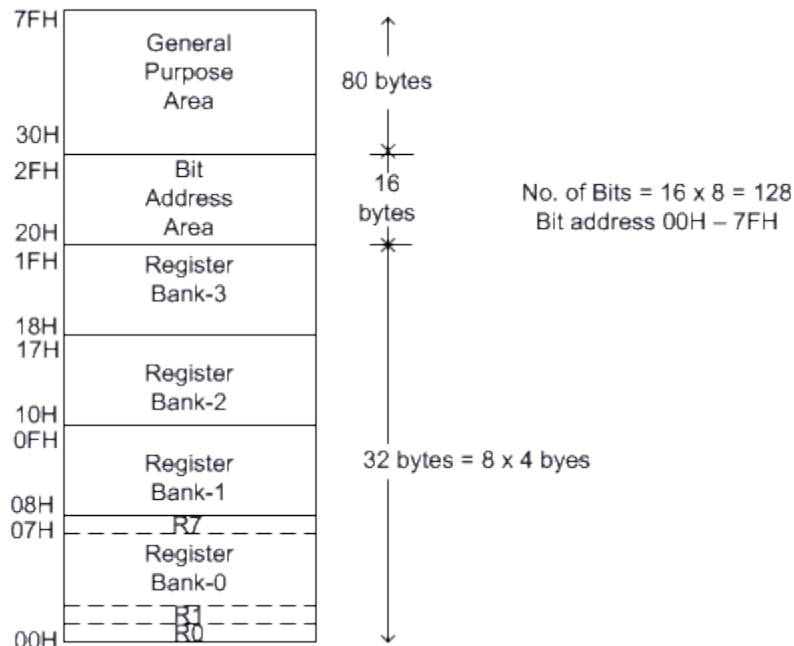 7FH
General
Purpose
Area
80 bytes
30H
2FH
Bit
Address
Area
16
bytes
No. of Bits = 16 x 8 = 128
Bit address 00H – 7FH
20H
1FH
Register
Bank-3
18H
17H
Register
Bank-2
10H
0FH
Register
Bank-1
32 bytes = 8 x 4 byes
08H
07H
R7
Register
Bank-0
R1
R0
00H